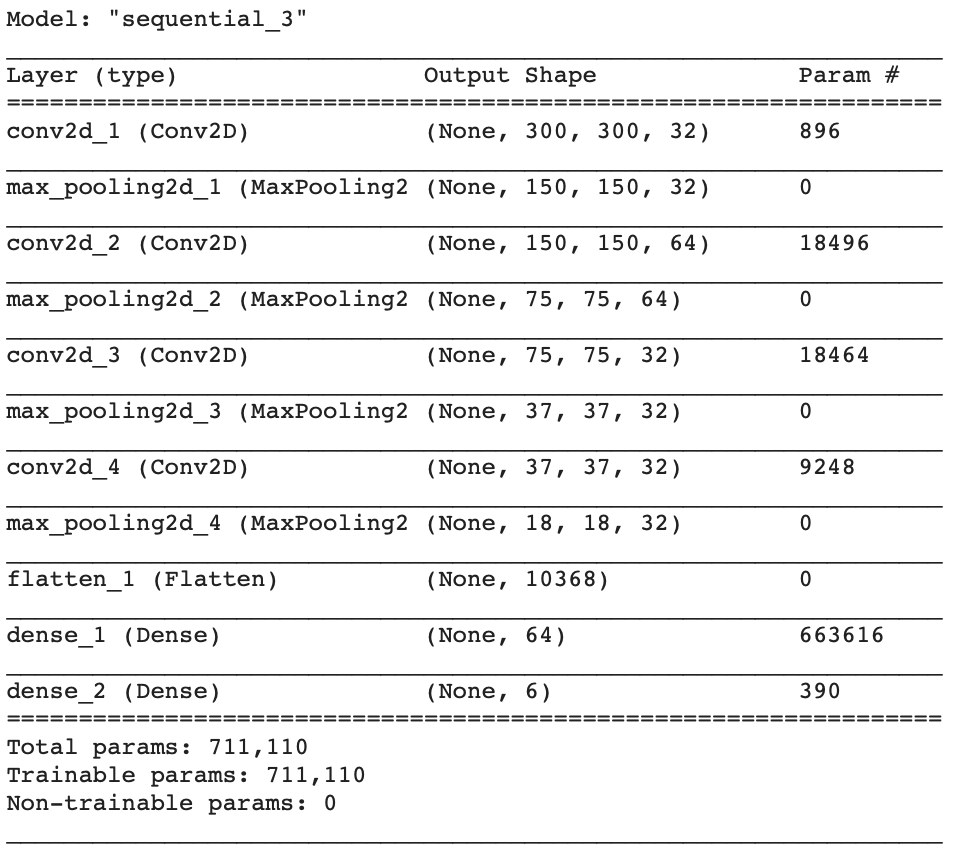 Model: "sequential_3"
Layer (type) Output Shape Param #
conv2d_1 (Conv2D) (None, 300, 300, 32) 896
max_pooling2d_1 (MaxPooling2 (None, 150, 150, 32) 0
conv2d_2 (Conv2D) (None, 150, 150, 64) 18496
max_pooling2d_2 (MaxPooling2 (None, 75, 75, 64) 0
conv2d_3 (Conv2D) (None, 75, 75, 32) 18464
max_pooling2d_3 (MaxPooling2 (None, 37, 37, 32) 0
conv2d_4 (Conv2D) (None, 37, 37, 32) 9248
max_pooling2d_4 (MaxPooling2 (None, 18, 18, 32) 0
flatten_1 (Flatten) (None, 10368) 0
dense_1 (Dense) (None, 64) 663616
dense_2 (Dense) (None, 6) 390
Total params: 711,110
Trainable params: 711,110
Non-trainable params: 0